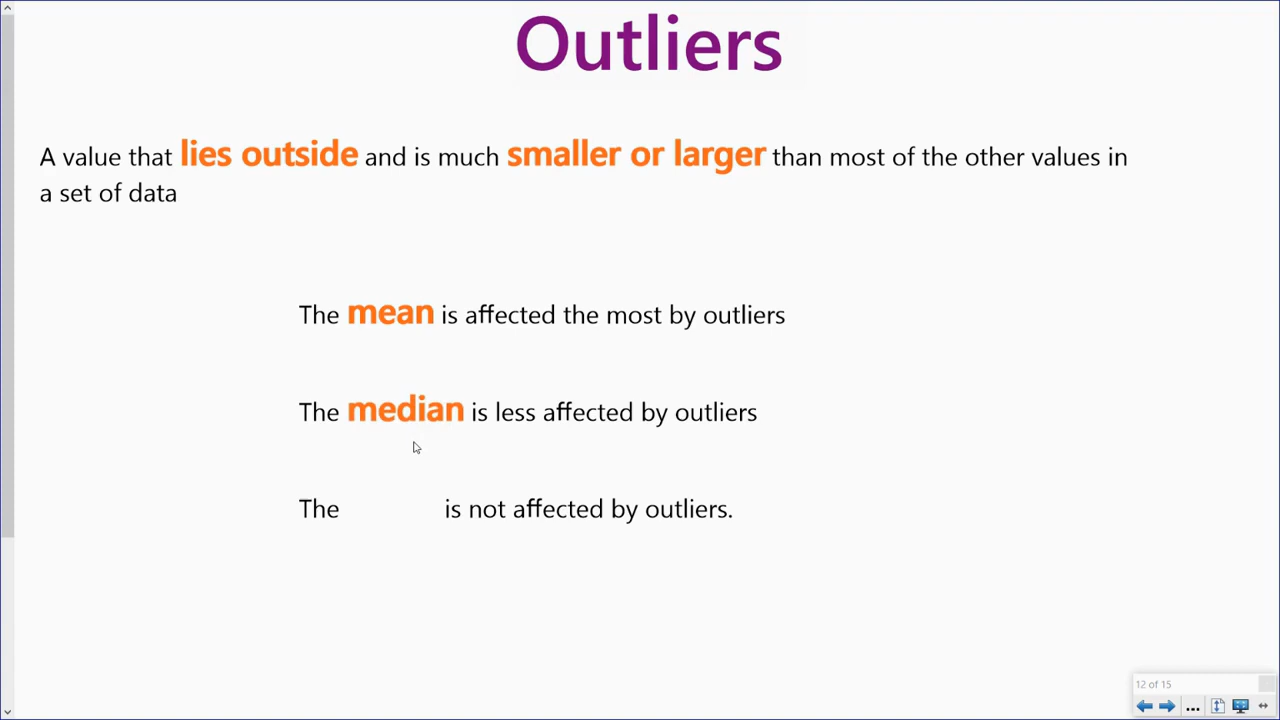 Outliers
A value that lies outside and is much smaller or larger than most of the other values in
a set of data
The mean is affected the most by outliers
The median is less affected by outliers
The is not affected by outliers.
12 of 15
...